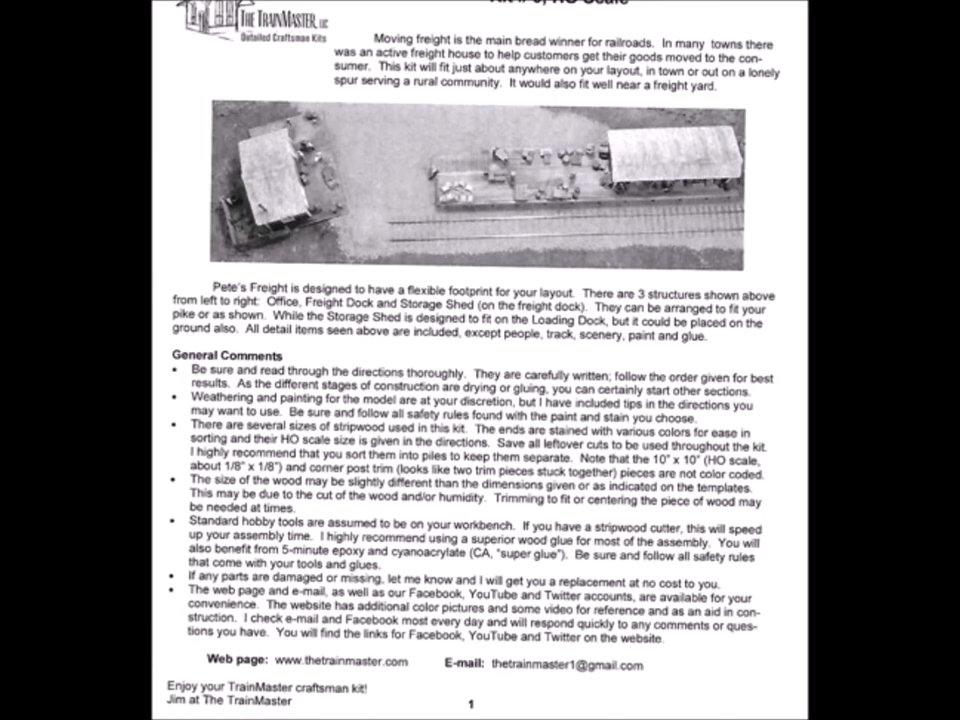 THE TRAINMASTER, LLC
Detailed Craftsman Kits
Moving freight is the main bread winner for railroads. In many towns there
was an active freight house to help customers get their goods moved to the con-
sumer. This kit will fit just about anywhere on your layout, in town or out on a lonely
spur serving a rural community. It would also fit well near a freight yard.
Pete's Freight is designed to have a flexible footprint for your layout. There are 3 structures shown above
from left to right: Office, Freight Dock and Storage Shed (on the freight dock). They can be arranged to fit your
pike or as shown. While the Storage Shed is designed to fit on the Loading Dock, but it could be placed on the
ground also. All detail items seen above are included, except people, track, scenery, paint and glue.
General Comments
• Be sure and read through the directions thoroughly. They are carefully written; follow the order given for best
results. As the different stages of construction are drying or gluing, you can certainly start other sections.
• Weathering and painting for the model are at your discretion, but I have included tips in the directions you
may want to use. Be sure and follow all safety rules found with the paint and stain you choose.
• There are several sizes of stripwood used in this kit. The ends are stained with various colors for ease in
sorting and their HO scale size is given in the directions. Save all leftover cuts to be used throughout the kit.
I highly recommend that you sort them into piles to keep them separate. Note that the 10" x 10" (HO scale,
about 1/8" x 1/8") and corner post trim (looks like two trim pieces stuck together) pieces are not color coded.
• The size of the wood may be slightly different than the dimensions given or as indicated on the templates.
This may be due to the cut of the wood and/or humidity. Trimming to fit or centering the piece of wood may
be needed at times.
• Standard hobby tools are assumed to be on your workbench. If you have a stripwood cutter, this will speed
up your assembly time. I highly recommend using a superior wood glue for most of the assembly. You will
also benefit from 5-minute epoxy and cyanoacrylate (CA, "super glue"). Be sure and follow all safety rules
that come with your tools and glues.
• If any parts are damaged or missing, let me know and I will get you a replacement at no cost to you.
• The web page and e-mail, as well as our Facebook, YouTube and Twitter accounts, are available for your
convenience. The website has additional color pictures and some video for reference and as an aid in con-
struction. I check e-mail and Facebook most every day and will respond quickly to any comments or ques-
tions you have. You will find the links for Facebook, YouTube and Twitter on the website.
Web page: www.thetrainmaster.com E-mail: thetrainmaster1@gmail.com
Enjoy your TrainMaster craftsman kit!
Jim at The TrainMaster
1